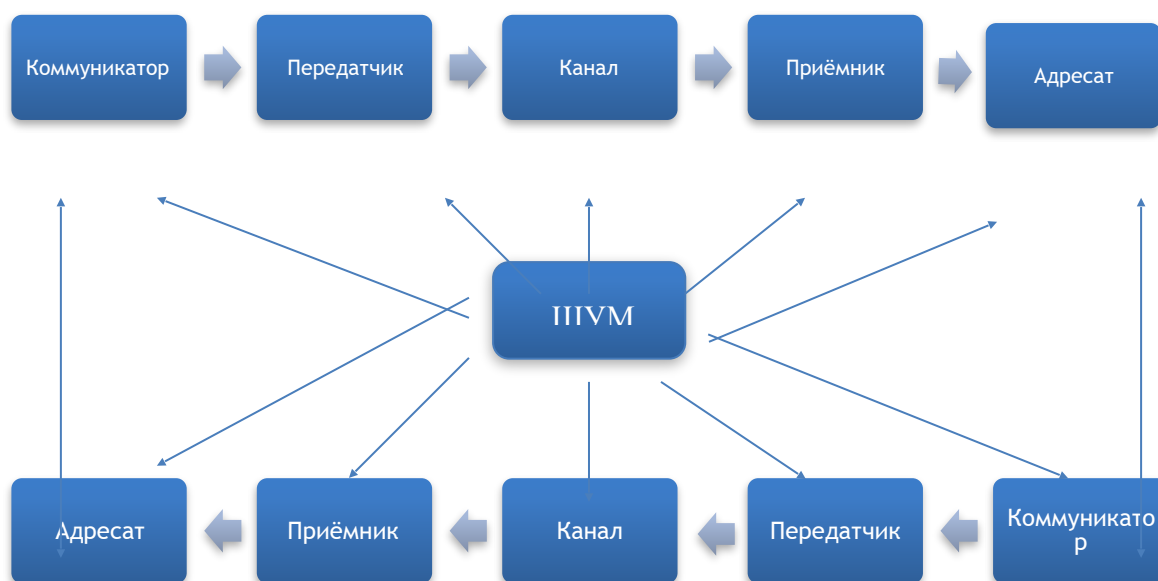 Коммуникатор
Передатчик
Канал
Приёмник
Адресат
ШУМ
Адресат
Приёмник
Канал
Передатчик
Коммуникато
р